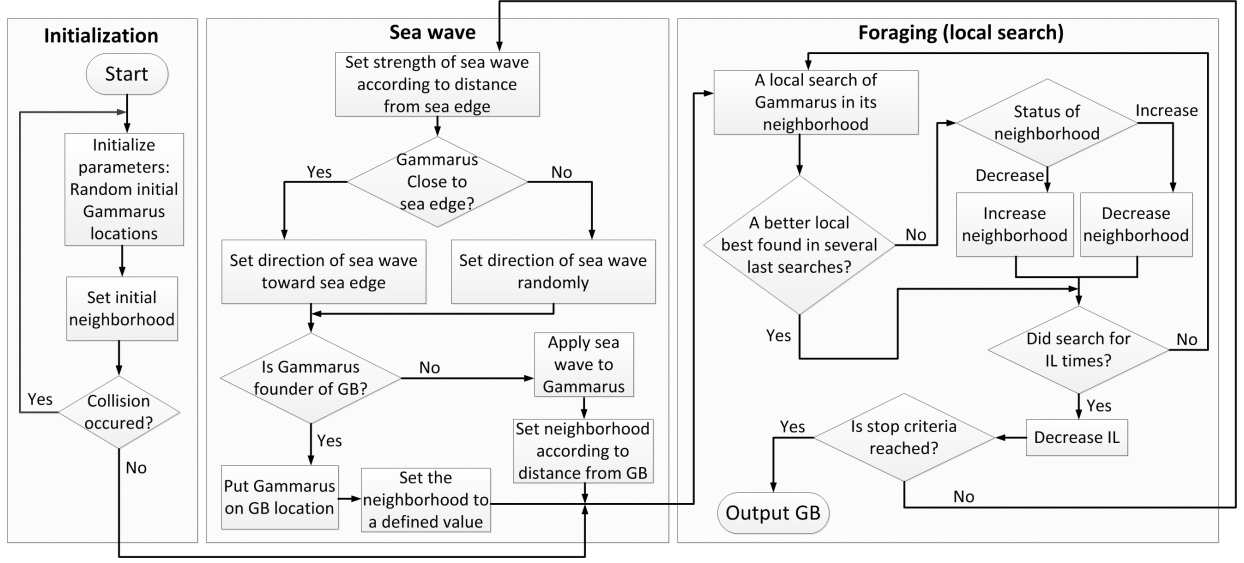 Initialization
Start
Initialize
parameters:
Random initial
Gammarus
locations
Set initial
neighborhood
Collision
occured?
Yes
No
Sea wave
Set strength of sea wave
according to distance
from sea edge
Gammarus
Close to
sea edge?
Yes
No
Set direction of sea wave
toward sea edge
Set direction of sea wave
randomly
Is Gammarus
founder of GB?
No
Yes
Apply sea
wave to
Gammarus
Set neighborhood
according to
distance from GB
Put Gammarus
on GB location
Set the
neighborhood to
a defined value
Foraging (local search)
A local search of
Gammarus in its
neighborhood
A better local
best found in several
last searches?
No
Yes
Status of
neighborhood
Increase
Decrease
Increase
neighborhood
Decrease
neighborhood
Did search for
IL times?
No
Yes
Decrease IL
Is stop criteria
reached?
Yes
No
Output GB